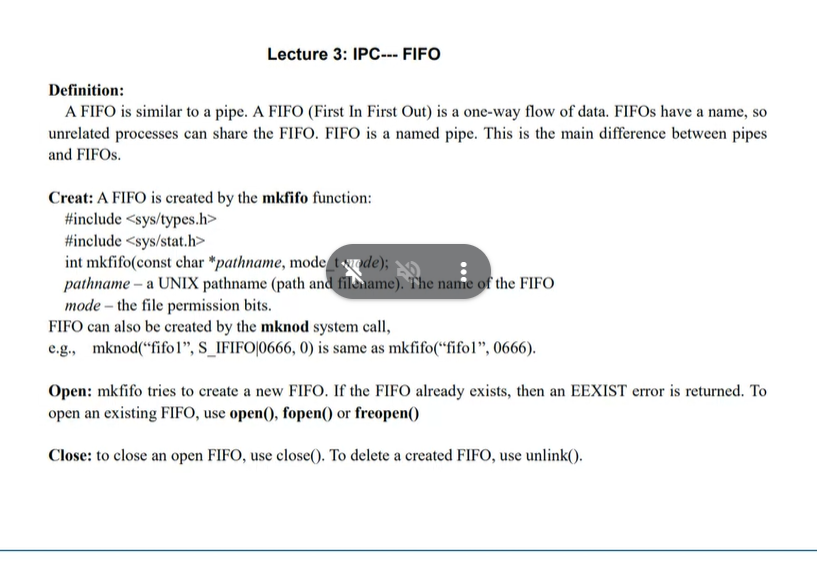 Lecture 3: IPC--- FIFO
Definition:
A FIFO is similar to a pipe. A FIFO (First In First Out) is a one-way flow of data. FIFOs have a name, so
unrelated processes can share the FIFO. FIFO is a named pipe. This is the main difference between pipes
and FIFOs.
Creat: A FIFO is created by the mkfifo function:
#include <sys/types.h>
#include <sys/stat.h>
int mkfifo(const char *pathname, mode_t mode);
pathname – a UNIX pathname (path and filename). The name of the FIFO
mode – the file permission bits.
FIFO can also be created by the mknod system call,
e.g., mknod(“fifo1”, S_IFIFO|0666, 0) is same as mkfifo(“fifo1”, 0666).
Open: mkfifo tries to create a new FIFO. If the FIFO already exists, then an EEXIST error is returned. To
open an existing FIFO, use open(), fopen() or freopen()
Close: to close an open FIFO, use close(). To delete a created FIFO, use unlink().